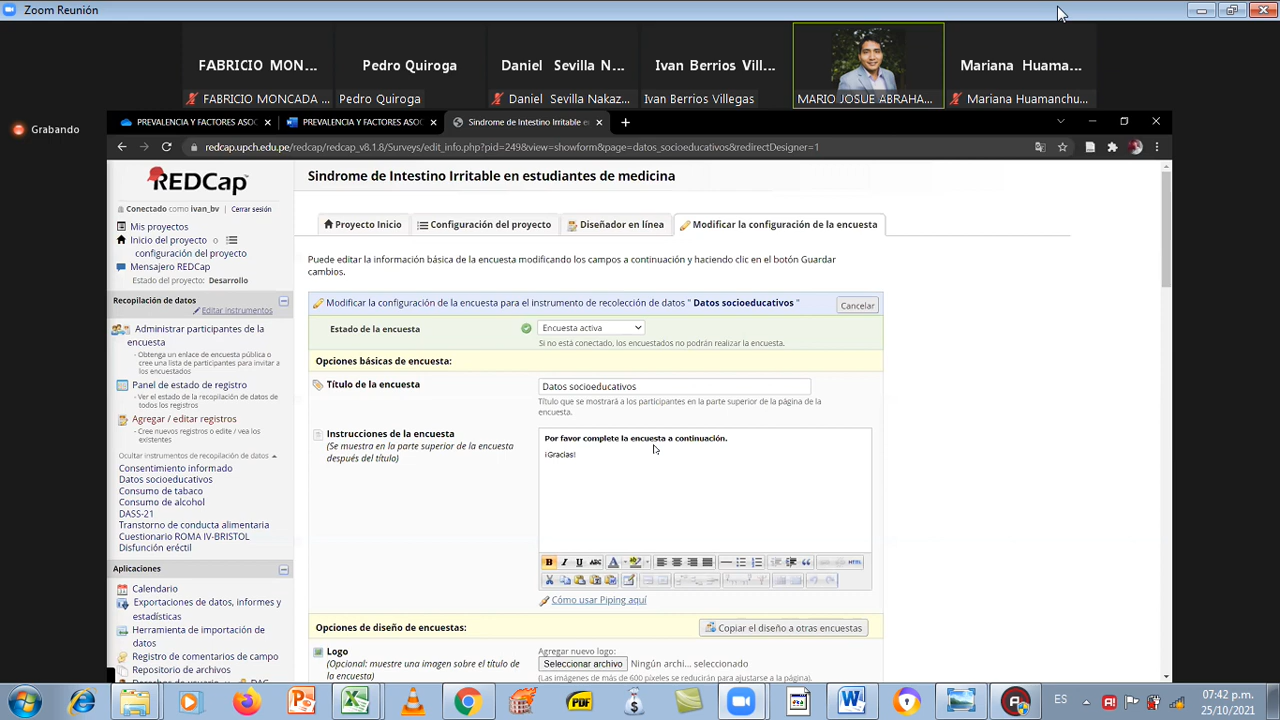 Zoom Reunión
FABRICIO MON...
Pedro Quiroga
Daniel Sevilla N...
Ivan Berrios Vill...
Mariana Huama...
FABRICIO MONCADA ...
Pedro Quiroga
Daniel Sevilla Nakaz...
Ivan Berrios Villegas
MARIO JOSUE ABRAHA...
Mariana Huamanchu...
Grabando
PREVALENCIA Y FACTORES ASOC
PREVALENCIA Y FACTORES ASOC
Sindrome de Intestino Irritable e
redcap.upch.edu.pe/redcap/redcap_v8.1.8/Surveys/edit_info.php?pid=249&view=showform&page=datos_socioeducativos&redirectDesigner=1
REDCap
Conectado como ivan_bv
Cerrar sesión
Mis procesos
Inicio del proyecto o
configuración del proyecto
Mensajero REDCap
Estado del proyecto: Desarrollo
Recopilación de datos
Editar instrumentos
Administrar participantes de la
encuesta
- Obtenga un enlace de encuesta pública o
cree una lista de participantes para invitar a
los encuestados
Panel de estado de registro
- Ver el estado de la recopilación de datos de
todos los registros
Agregar / editar registros
- Cree nuevos registros o edite / vea los
existentes
Ocultar instrumentos de recopilación de datos
Consentimiento informado
Datos socioeducativos
Consumo de tabaco
Consumo de alcohol
DASS-21
Transtorno de conducta alimentaria
Cuestionario ROMA IV-BRISTOL
Disfunción eréctil
Aplicaciones
Calendario
Exportaciones de datos, informes y
estadísticas
Herramienta de importación de
datos
Registro de comentarios de campo
Repositorio de archivos
Sindrome de Intestino Irritable en estudiantes de medicina
Proyecto Inicio
Configuración del proyecto
Diseñador en línea
Modificar la configuración de la encuesta
Puede editar la información básica de la encuesta modificando los campos a continuación y haciendo clic en el botón Guardar
cambios.
Modificar la configuración de la encuesta para el instrumento de recolección de datos " Datos socioeducativos "
Cancelar
Estado de la encuesta
Encuesta activa
Si no está conectado, los encuestados no podrán realizar la encuesta.
Opciones básicas de encuesta:
Título de la encuesta
Datos socioeducativos
Título que se mostrará a los participantes en la parte superior de la página de la
encuesta.
Instrucciones de la encuesta
(Se muestra en la parte superior de la encuesta
después del título)
Por favor complete la encuesta a continuación.
¡Gracias!
B I U ABC A ab
HTML
Cómo usar Piping aquí
Opciones de diseño de encuestas:
Copiar el diseño a otras encuestas
Logo
(Opcional: muestre una imagen sobre el título de
la encuesta)
Agregar nuevo logo:
Seleccionar archivo
Ningún archi... seleccionado
(Las imágenes de más de 600 píxeles se reducirán para ajustarse a la página.)
PDF
ES
07:42 p.m.
25/10/2021